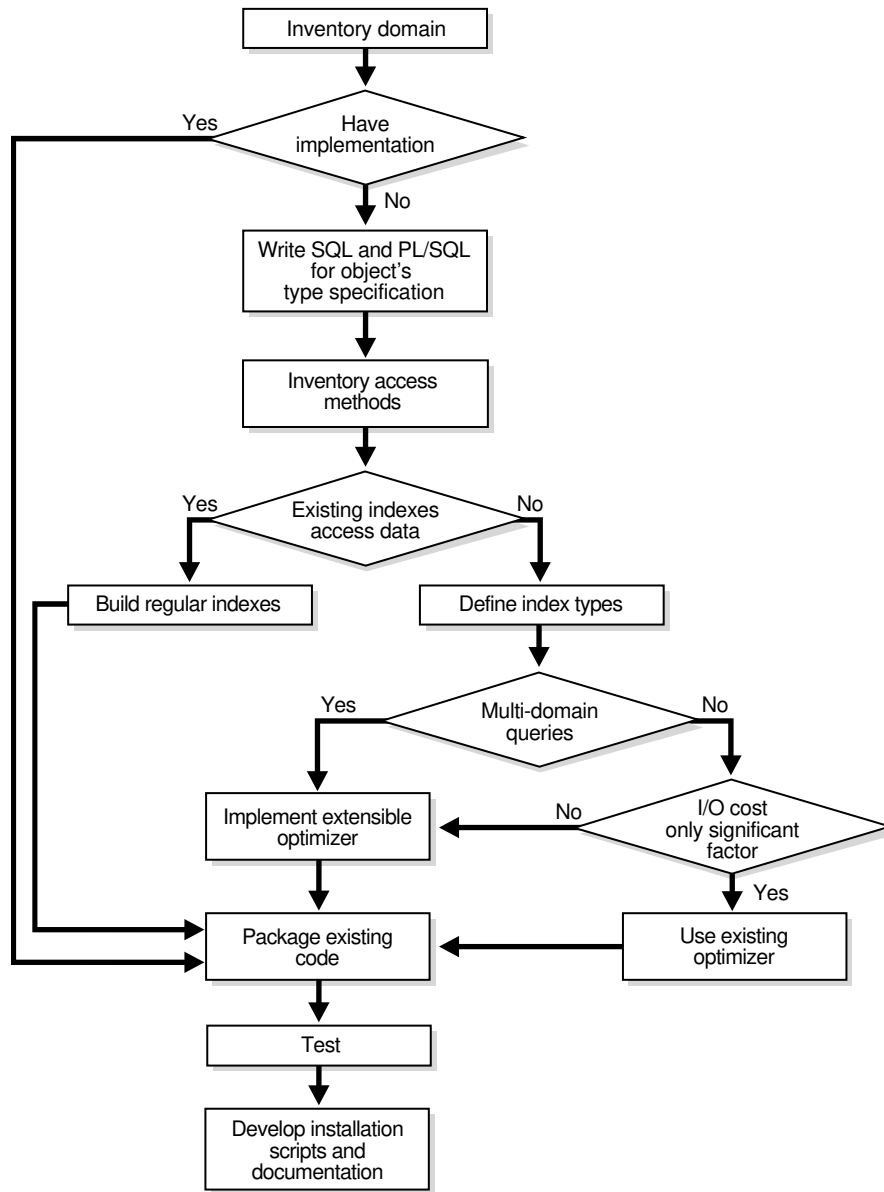 Inventory domain
Yes
Have
implementation
No
Write SQL and PL/SQL
for object's
type specification
Inventory access
methods
Yes
Existing indexes
access data
No
Build regular indexes
Define index types
Yes
Multi-domain
queries
No
Implement extensible
optimizer
No
I/O cost
only significant
factor
Yes
Package existing
code
Use existing
optimizer
Test
Develop installation
scripts and
documentation